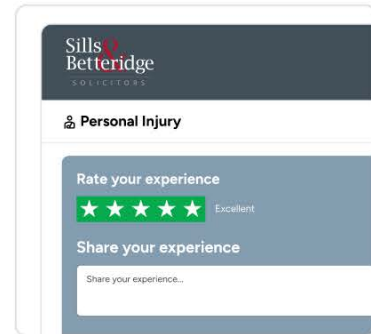 Sills &
Betteridge
SOLICITORS
Personal Injury
Rate your experience
Excellent
Share your experience
Share your experience...